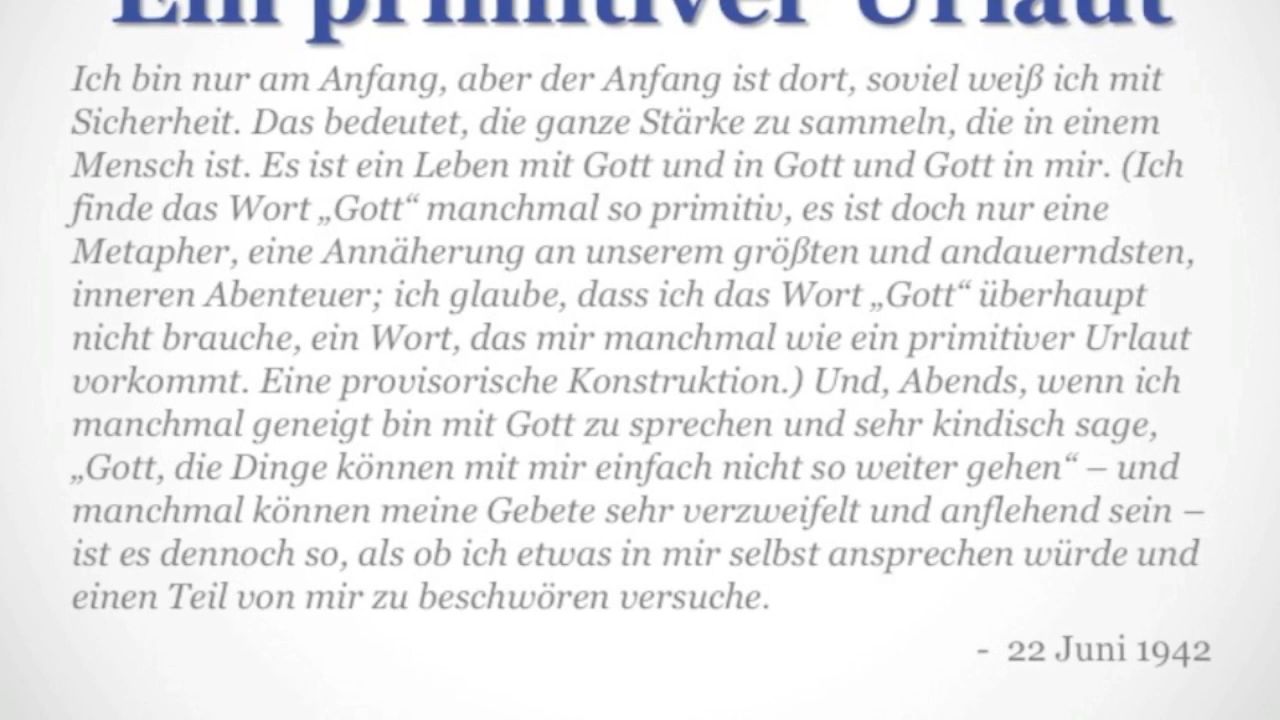 Ein primitiver Urlaut
Ich bin nur am Anfang, aber der Anfang ist dort, soviel weiß ich mit
Sicherheit. Das bedeutet, die ganze Stärke zu sammeln, die in einem
Mensch ist. Es ist ein Leben mit Gott und in Gott und Gott in mir. (Ich
finde das Wort „Gott“ manchmal so primitiv, es ist doch nur eine
Metapher, eine Annäherung an unserem größten und andauerndsten,
inneren Abenteuer; ich glaube, dass ich das Wort „Gott“ überhaupt
nicht brauche, ein Wort, das mir manchmal wie ein primitiver Urlaut
vorkommt. Eine provisorische Konstruktion.) Und, Abends, wenn ich
manchmal geneigt bin mit Gott zu sprechen und sehr kindisch sage,
„Gott, die Dinge können mit mir einfach nicht so weiter gehen“ – und
manchmal können meine Gebete sehr verzweifelt und anflehend sein –
ist es dennoch so, als ob ich etwas in mir selbst ansprechen würde und
einen Teil von mir zu beschwören versuche.
- 22 Juni 1942